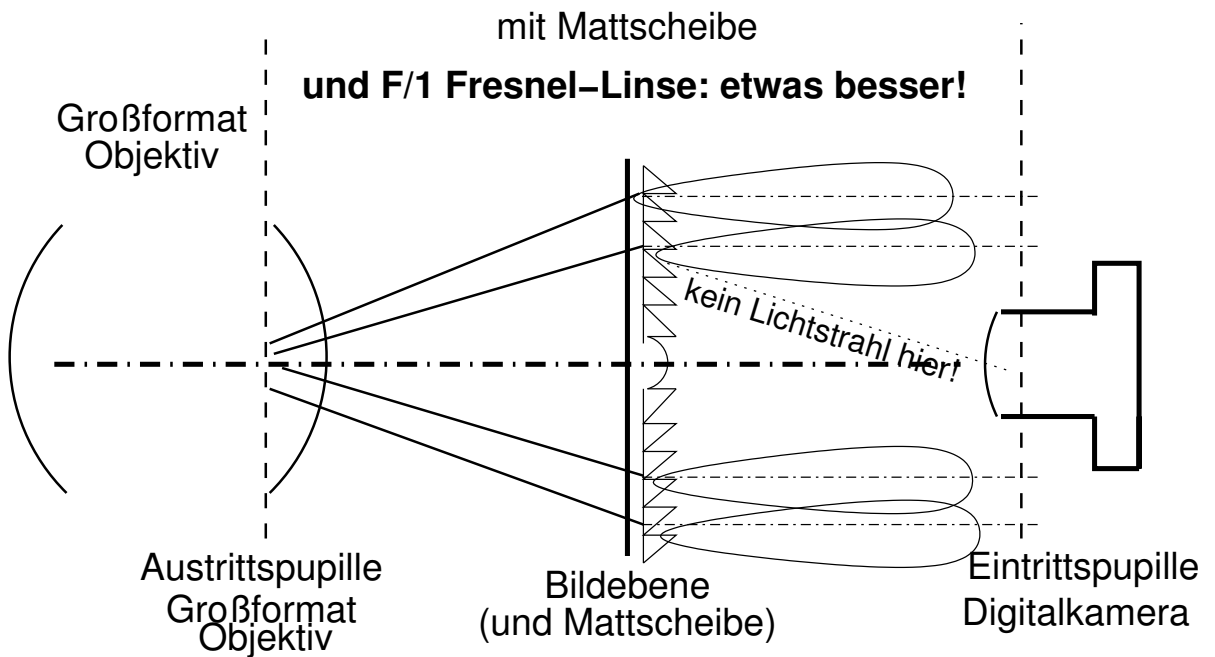 mit Mattscheibe
und F/1 Fresnel−Linse: etwas besser!
Großformat
Objektiv
kein Lichtstrahl hier!
Austrittspupille
Großformat
Objektiv
Bildebene
(und Mattscheibe)
Eintrittspupille
Digitalkamera